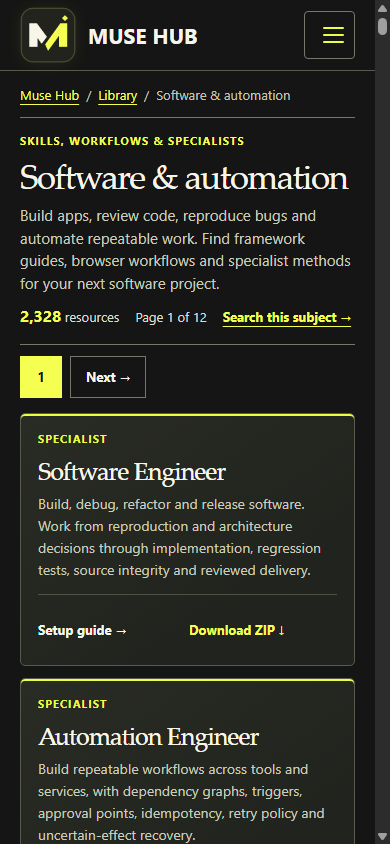 MUSE HUB
Muse Hub / Library / Software & automation
SKILLS, WORKFLOWS & SPECIALISTS
Software & automation
Build apps, review code, reproduce bugs and
automate repeatable work. Find framework
guides, browser workflows and specialist methods
for your next software project.
2,328 resources Page 1 of 12 Search this subject →
1 Next →
SPECIALIST
Software Engineer
Build, debug, refactor and release software.
Work from reproduction and architecture
decisions through implementation, regression
tests, source integrity and reviewed delivery.
Setup guide → Download ZIP ↓
SPECIALIST
Automation Engineer
Build repeatable workflows across tools and
services, with dependency graphs, triggers,
approval points, idempotency, retry policy and
uncertain-effect recovery.